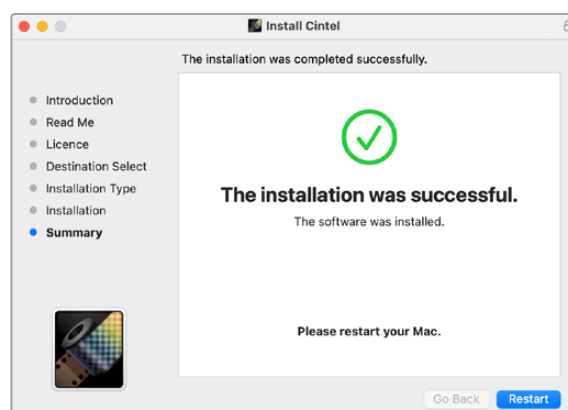 Install Cintel
The installation was completed successfully.
Introduction
Read Me
Licence
Destination Select
Installation Type
Installation
Summary
The installation was successful.
The software was installed.
Please restart your Mac.
Go Back
Restart